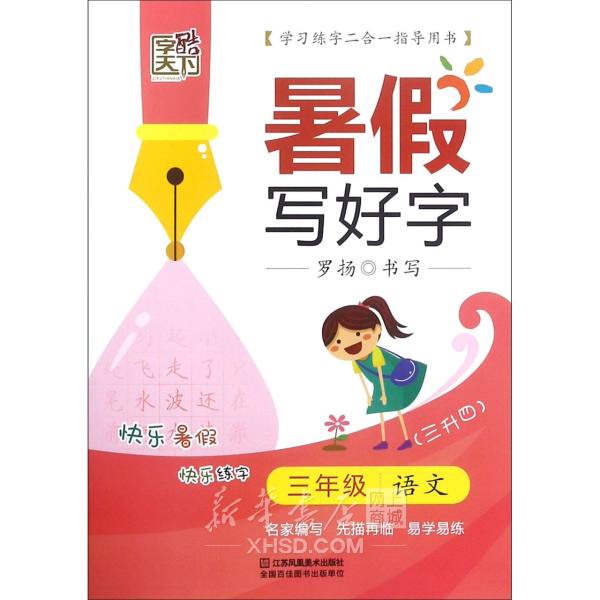 字酷
天下
【学习练字二合一指导用书】
暑假
写好字
罗扬◎书写
习起小
飞走了
水波还在
快乐暑假
快乐练字
(三升四)
三年级 语文
新华书店
网上
商城
名家编写 先描再临 易学易练
XHSD.COM
江苏凤凰美术出版社
全国百佳图书出版单位